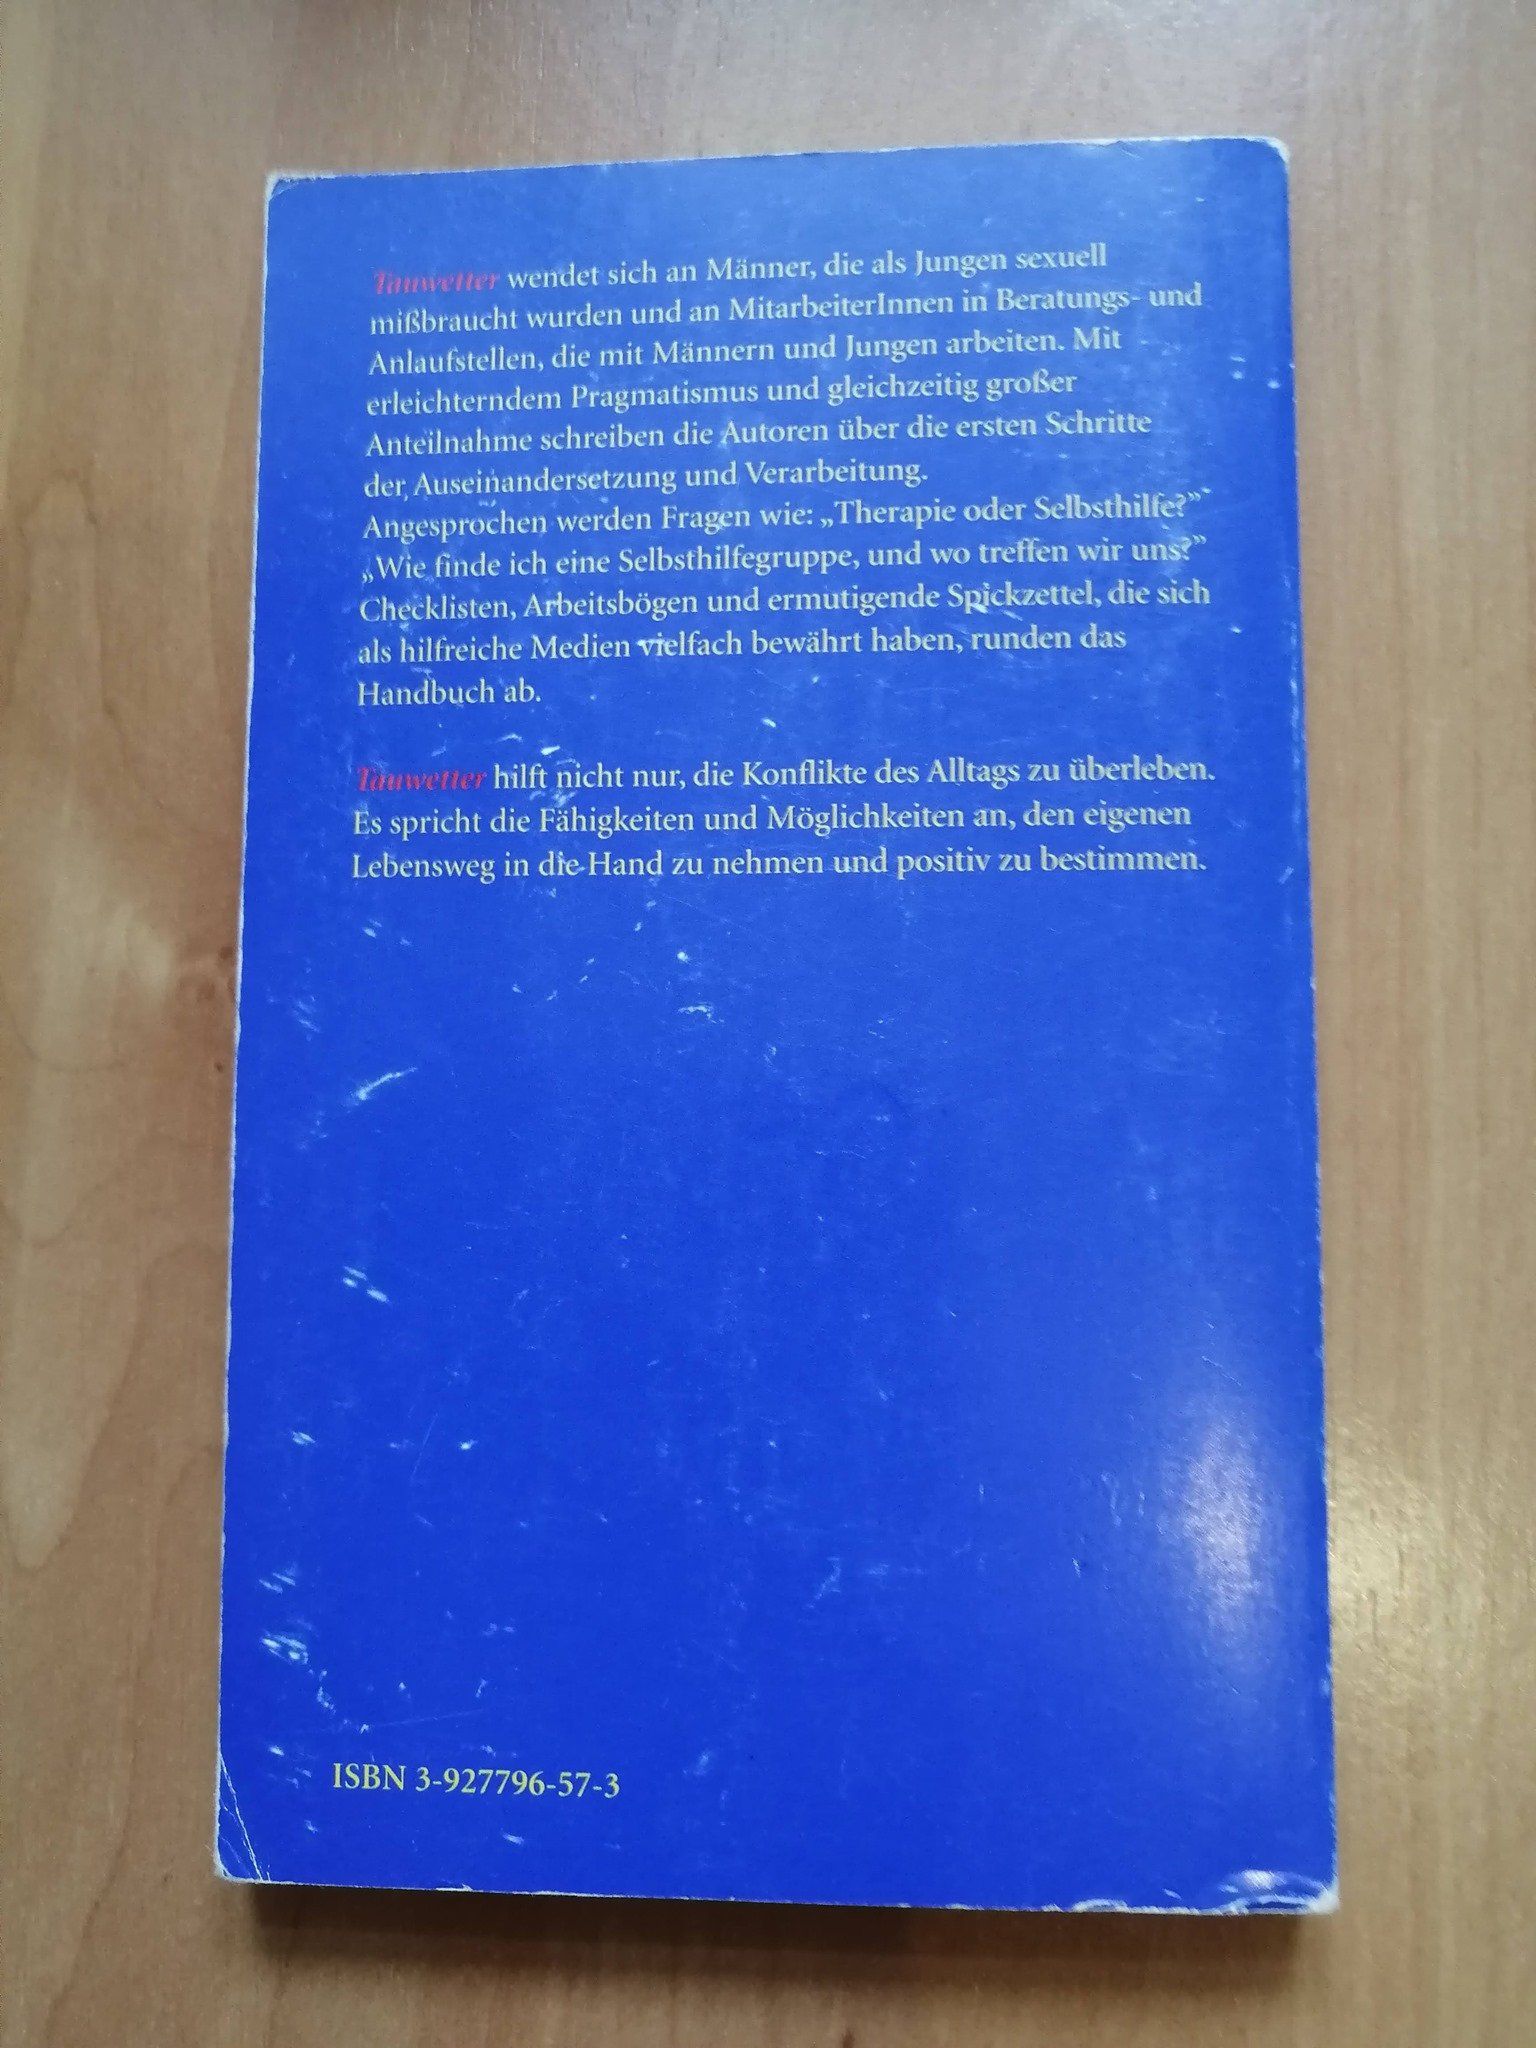 Tauwetter wendet sich an Männer, die als Jungen sexuell
mißbraucht wurden und an MitarbeiterInnen in Beratungs- und
Anlaufstellen, die mit Männern und Jungen arbeiten. Mit
erleichterndem Pragmatismus und gleichzeitig großer
Anteilnahme schreiben die Autoren über die ersten Schritte
der Auseinandersetzung und Verarbeitung.
Angesprochen werden Fragen wie: „Therapie oder Selbsthilfe?”
„Wie finde ich eine Selbsthilfegruppe, und wo treffen wir uns?”
Checklisten, Arbeitsbögen und ermutigende Spickzettel, die sich
als hilfreiche Medien vielfach bewährt haben, runden das
Handbuch ab.
Tauwetter hilft nicht nur, die Konflikte des Alltags zu überleben.
Es spricht die Fähigkeiten und Möglichkeiten an, den eigenen
Lebensweg in die Hand zu nehmen und positiv zu bestimmen.
ISBN 3-927796-57-3